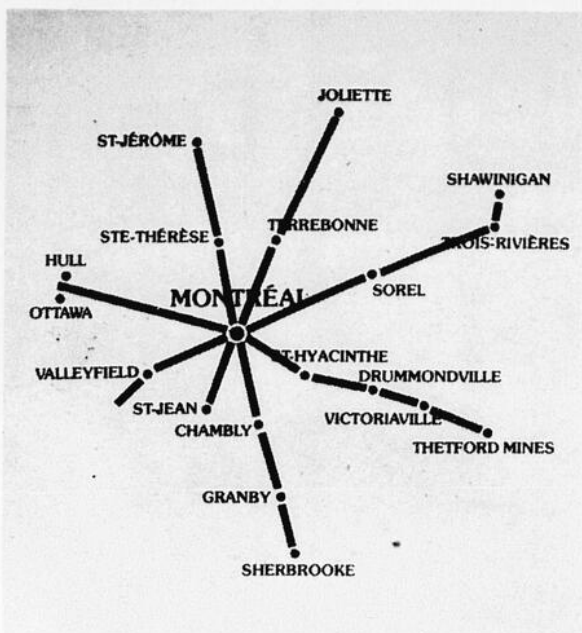 JOLIETTE
ST-JÉRÔME
SHAWINIGAN
TERREBONNE
STE-THÉRÈSE
TROIS-RIVIÈRES
HULL
SOREL
MONTRÉAL
OTTAWA
ST-HYACINTHE
VALLEYFIELD
DRUMMONDVILLE
ST-JEAN
VICTORIAVILLE
CHAMBLY
THETFORD MINES
GRANBY
SHERBROOKE